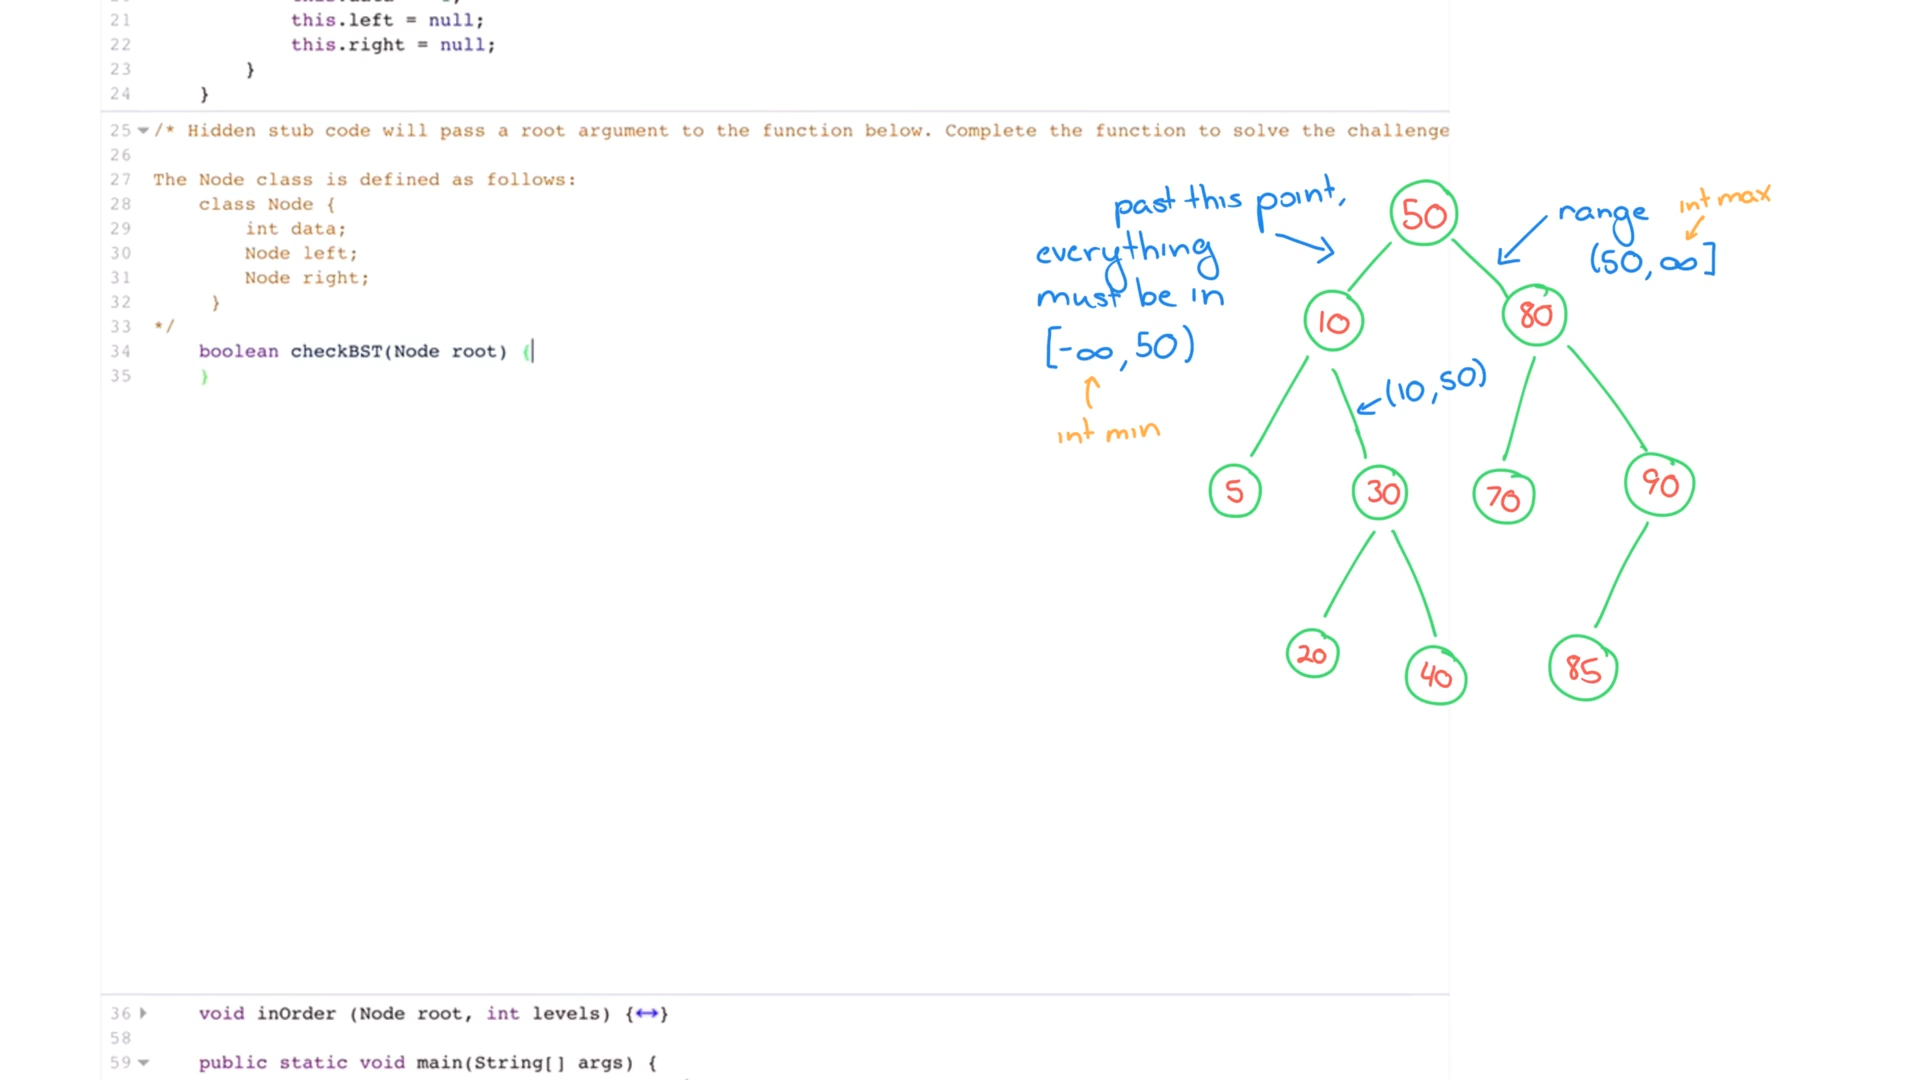 21 this.left = null;
22 this.right = null;
23 }
24 }
25 /* Hidden stub code will pass a root argument to the function below. Complete the function to solve the challenge
26
27 The Node class is defined as follows:
28 class Node {
29 int data;
30 Node left;
31 Node right;
32 }
33 */
34 boolean checkBST(Node root) {
35 }
past this point,
everything
must be in
[-∞, 50)
int min
50
range
int max
(50, ∞]
10
80
(10, 50)
5
30
70
90
20
40
85
36 void inOrder (Node root, int levels) {↔}
58
59 public static void main(String[] args) {